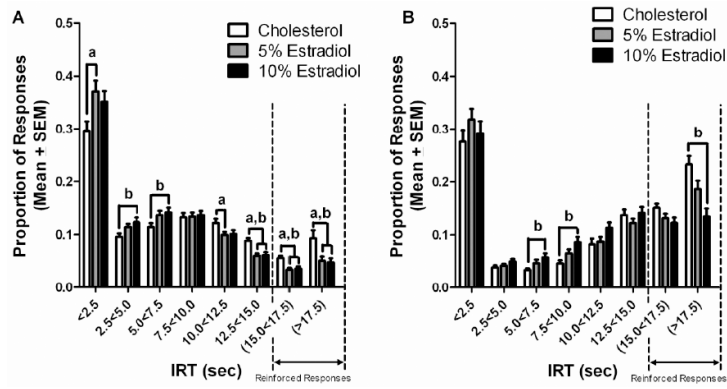 A
Cholesterol
5% Estradiol
10% Estradiol
Proportion of Responses
(Mean ± SEM)
0.5
0.4
0.3
0.2
0.1
0.0
a
b
b
a
a,b
a,b
a,b
<2.5
2.5<5.0
5.0<7.5
7.5<10.0
10.0<12.5
12.5<15.0
(15.0<17.5)
(>17.5)
IRT (sec)
Reinforced Responses
B
Cholesterol
5% Estradiol
10% Estradiol
Proportion of Responses
(Mean ± SEM)
0.5
0.4
0.3
0.2
0.1
0.0
b
b
b
<2.5
2.5<5.0
5.0<7.5
7.5<10.0
10.0<12.5
12.5<15.0
(15.0<17.5)
(>17.5)
IRT (sec)
Reinforced Responses